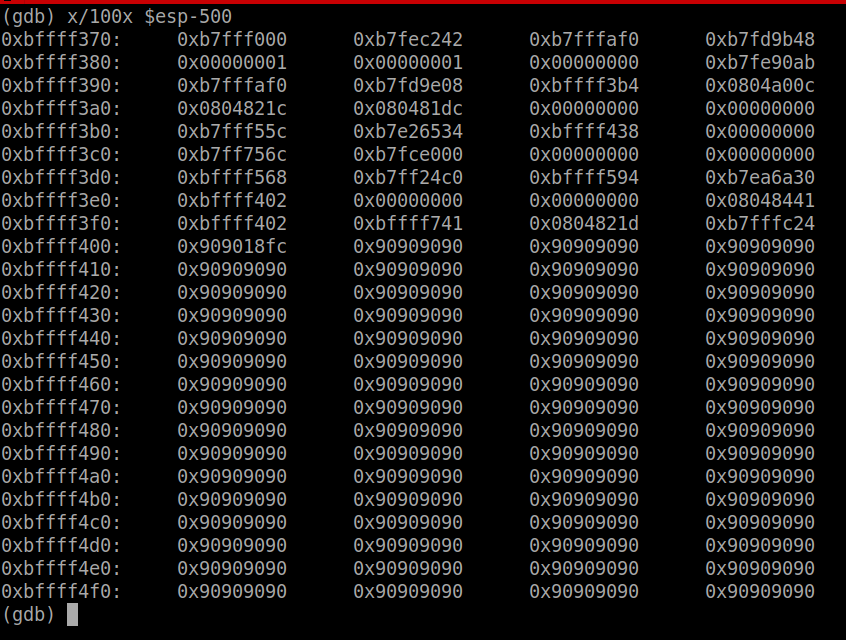 (gdb) x/100x $esp-500
0xbffff370: 0xb7fff000 0xb7fec242 0xb7fffaf0 0xb7fd9b48
0xbffff380: 0x00000001 0x00000001 0x00000000 0xb7fe90ab
0xbffff390: 0xb7fffaf0 0xb7fd9e08 0xbffff3b4 0x0804a00c
0xbffff3a0: 0x0804821c 0x080481dc 0x00000000 0x00000000
0xbffff3b0: 0xb7fff55c 0xb7e26534 0xbffff438 0x00000000
0xbffff3c0: 0xb7ff756c 0xb7fce000 0x00000000 0x00000000
0xbffff3d0: 0xbffff568 0xb7ff24c0 0xbffff594 0xb7ea6a30
0xbffff3e0: 0xbffff402 0x00000000 0x00000000 0x08048441
0xbffff3f0: 0xbffff402 0xbffff741 0x0804821d 0xb7fffc24
0xbffff400: 0x909018fc 0x90909090 0x90909090 0x90909090
0xbffff410: 0x90909090 0x90909090 0x90909090 0x90909090
0xbffff420: 0x90909090 0x90909090 0x90909090 0x90909090
0xbffff430: 0x90909090 0x90909090 0x90909090 0x90909090
0xbffff440: 0x90909090 0x90909090 0x90909090 0x90909090
0xbffff450: 0x90909090 0x90909090 0x90909090 0x90909090
0xbffff460: 0x90909090 0x90909090 0x90909090 0x90909090
0xbffff470: 0x90909090 0x90909090 0x90909090 0x90909090
0xbffff480: 0x90909090 0x90909090 0x90909090 0x90909090
0xbffff490: 0x90909090 0x90909090 0x90909090 0x90909090
0xbffff4a0: 0x90909090 0x90909090 0x90909090 0x90909090
0xbffff4b0: 0x90909090 0x90909090 0x90909090 0x90909090
0xbffff4c0: 0x90909090 0x90909090 0x90909090 0x90909090
0xbffff4d0: 0x90909090 0x90909090 0x90909090 0x90909090
0xbffff4e0: 0x90909090 0x90909090 0x90909090 0x90909090
0xbffff4f0: 0x90909090 0x90909090 0x90909090 0x90909090
(gdb)